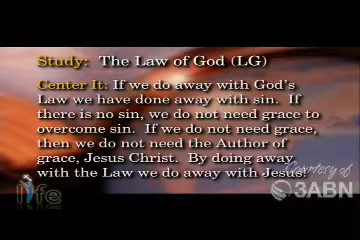 Study: The Law of God (LG)
Center It: If we do away with God's
Law we have done away with sin. If
there is no sin, we do not need grace to
overcome sin. If we do not need grace,
then we do not need the Author of
grace, Jesus Christ. By doing away
with the Law we do away with Jesus!
Courtesy of
3ABN
life